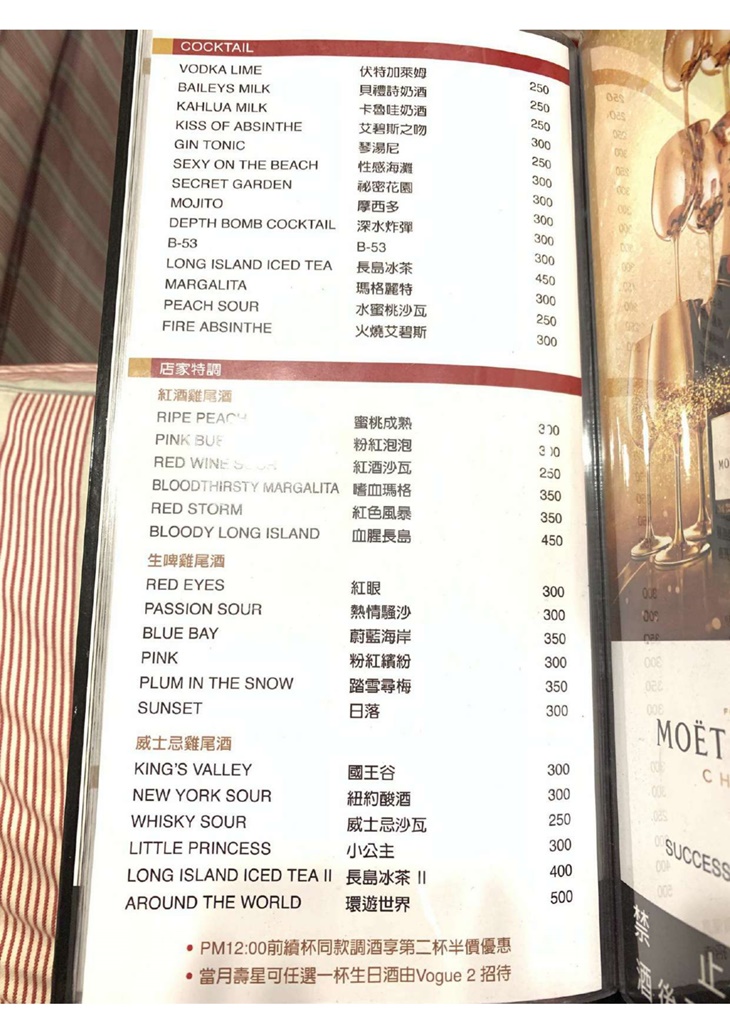 COCKTAIL
VODKA LIME 伏特加萊姆 250
BAILEYS MILK 貝禮詩奶酒 250
KAHLUA MILK 卡魯哇奶酒 250
KISS OF ABSINTHE 艾碧斯之吻 300
GIN TONIC 琴湯尼 250
SEXY ON THE BEACH 性感海灘 300
SECRET GARDEN 祕密花園 300
MOJITO 摩西多 300
DEPTH BOMB COCKTAIL 深水炸彈 300
B-53 B-53 300
LONG ISLAND ICED TEA 長島冰茶 450
MARGALITA 瑪格麗特 300
PEACH SOUR 水蜜桃沙瓦 250
FIRE ABSINTHE 火燒艾碧斯 300
店家特調
紅酒雞尾酒
RIPE PEACH 蜜桃成熟 300
PINK 粉紅泡泡 300
RED WINE SOUR 紅酒沙瓦 250
BLOODTHIRSTY MARGALITA 嗜血瑪格 350
RED STORM 紅色風暴 350
BLOODY LONG ISLAND 血腥長島 450
生啤雞尾酒
RED EYES 紅眼 300
PASSION SOUR 熱情騷沙 300
BLUE BAY 蔚藍海岸 350
PINK 粉紅繽紛 300
PLUM IN THE SNOW 踏雪尋梅 350
SUNSET 日落 300
威士忌雞尾酒
KING'S VALLEY 國王谷 300
NEW YORK SOUR 紐約酸酒 300
WHISKY SOUR 威士忌沙瓦 250
LITTLE PRINCESS 小公主 300
LONG ISLAND ICED TEA II 長島冰茶 II 400
AROUND THE WORLD 環遊世界 500
• PM12:00前續杯同款調酒享第二杯半價優惠
• 當月壽星可任選一杯生日酒由Vogue 2 招待
MOËT
CH
SUCCESS
禁止
酒後